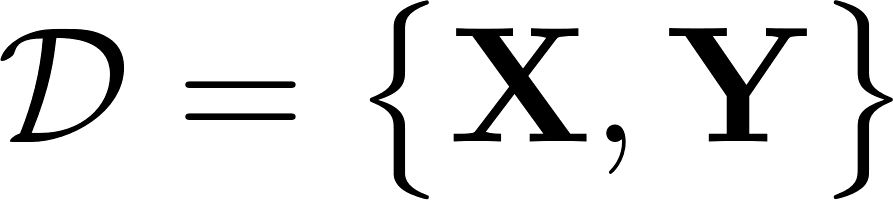 𝒟 = {𝐗, 𝐘}